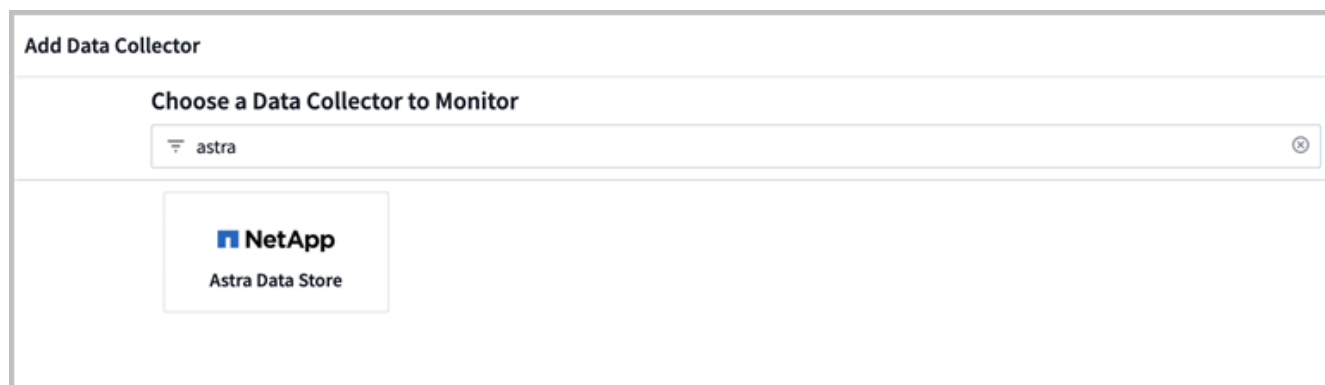 Add Data Collector
Choose a Data Collector to Monitor
astra
NetApp
Astra Data Store